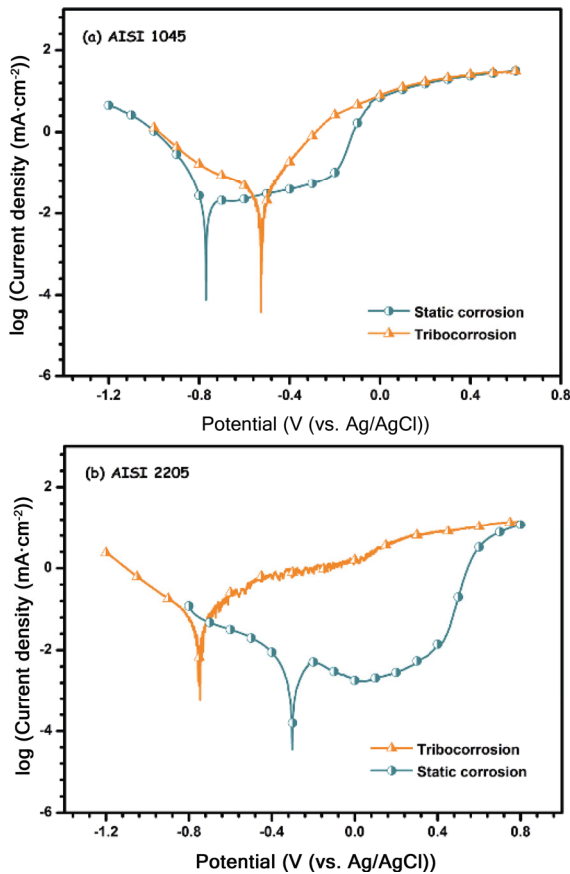 (a) AISI 1045
log (Current density (mA·cm⁻²))
2
0
-2
-4
-6
Static corrosion
Tribocorrosion
-1.2 -0.8 -0.4 0.0 0.4 0.8
Potential (V (vs. Ag/AgCl))
(b) AISI 2205
log (Current density (mA·cm⁻²))
2
0
-2
-4
-6
Tribocorrosion
Static corrosion
-1.2 -0.8 -0.4 0.0 0.4 0.8
Potential (V (vs. Ag/AgCl))